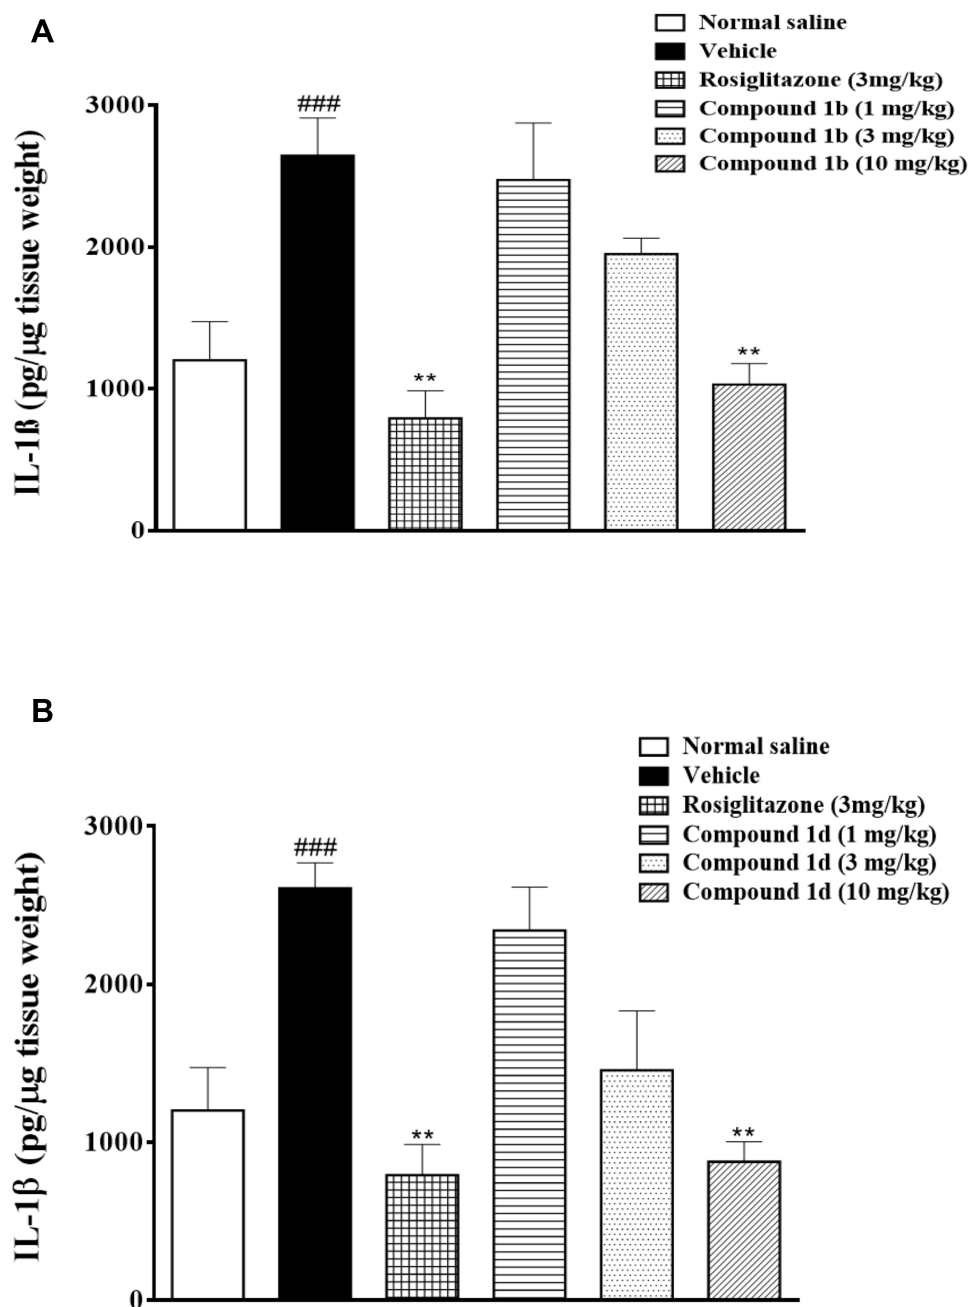 A
Normal saline
Vehicle
Rosiglitazone (3mg/kg)
Compound 1b (1 mg/kg)
Compound 1b (3 mg/kg)
Compound 1b (10 mg/kg)
IL-1ß (pg/µg tissue weight)
3000
2000
1000
0
###
**
**
B
Normal saline
Vehicle
Rosiglitazone (3mg/kg)
Compound 1d (1 mg/kg)
Compound 1d (3 mg/kg)
Compound 1d (10 mg/kg)
IL-1β (pg/µg tissue weight)
3000
2000
1000
0
###
**
**